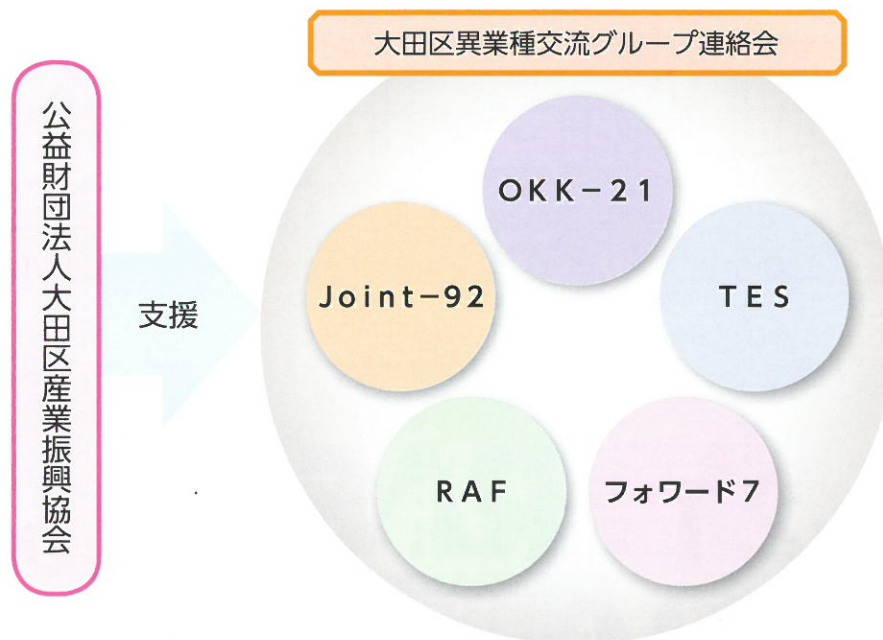 大田区異業種交流グループ連絡会
公益財団法人大田区産業振興協会
支援
OKK-21
Joint-92
TES
RAF
フォワード7